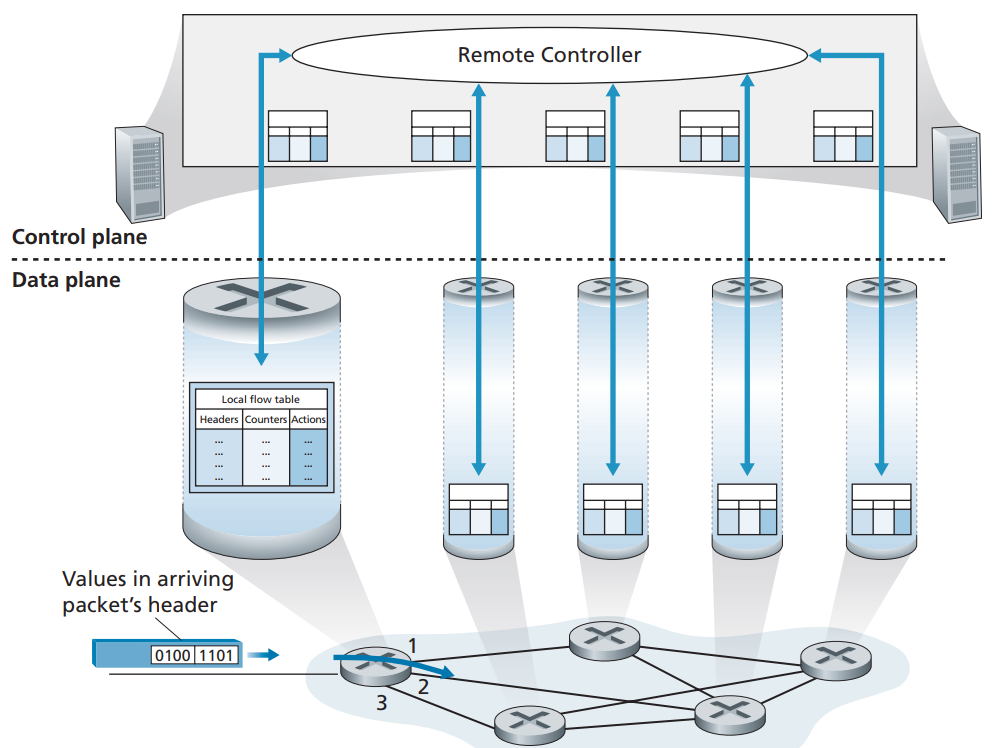 Remote Controller
Control plane
Data plane
Local flow table
Headers Counters Actions
... ... ...
... ... ...
... ... ...
... ... ...
Values in arriving
packet's header
0100 1101
1
2
3